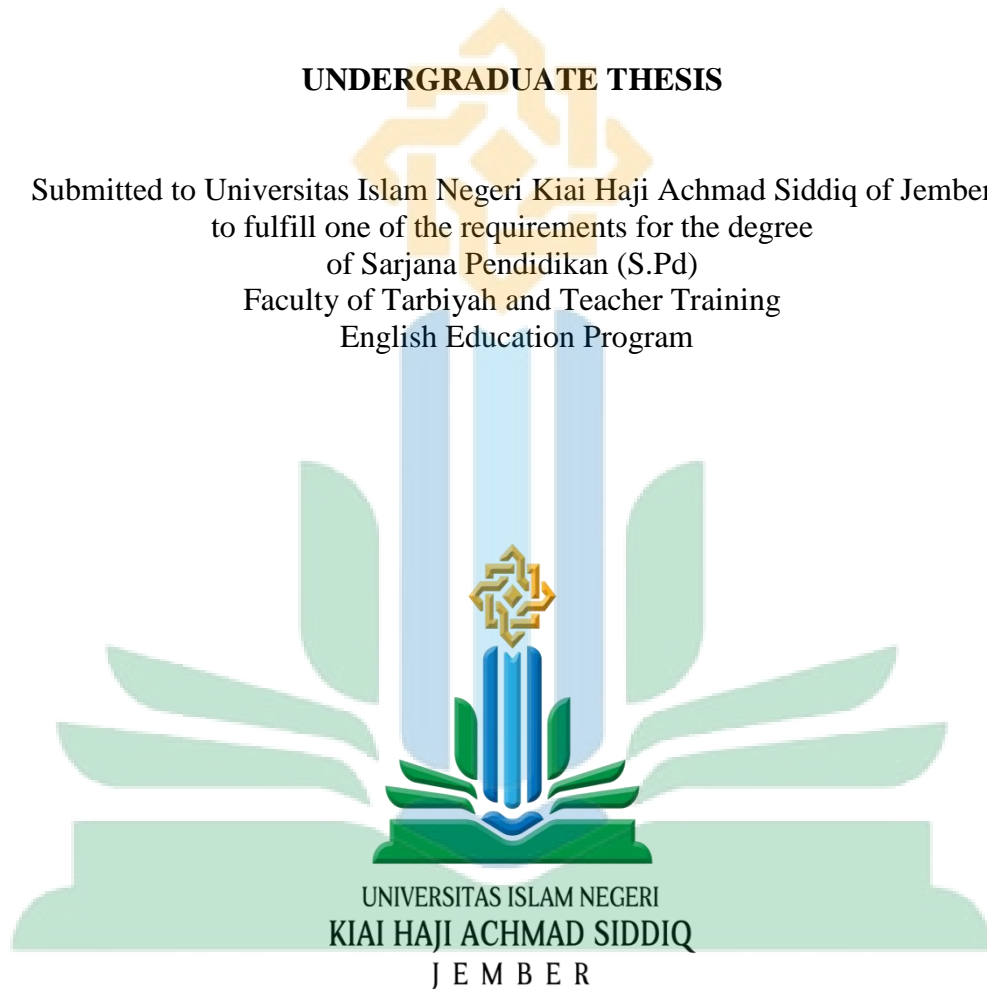 UNDERGRADUATE THESIS
Submitted to Universitas Islam Negeri Kiai Haji Achmad Siddiq of Jember
to fulfill one of the requirements for the degree
of Sarjana Pendidikan (S.Pd)
Faculty of Tarbiyah and Teacher Training
English Education Program
UNIVERSITAS ISLAM NEGERI
KIAI HAJI ACHMAD SIDDIQ
JEMBER